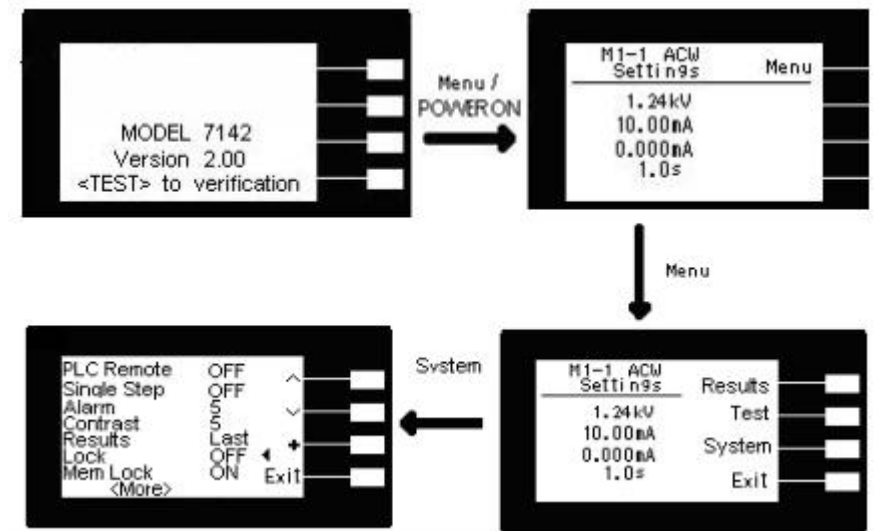 MODEL 7142
Version 2.00
<TEST> to verification
Menu /
POWER ON
M1-1 ACW
Settings
Menu
1.24kV
10.00mA
0.000mA
1.0s
Menu
M1-1 ACW
Settings
Results
1.24kV
Test
10.00mA
System
0.000mA
1.0s
Exit
System
PLC Remote OFF ^
Single Step OFF
Alarm 5 ⌄
Contrast 5
Results Last +
Lock OFF ◀
Mem Lock ON Exit
<More>